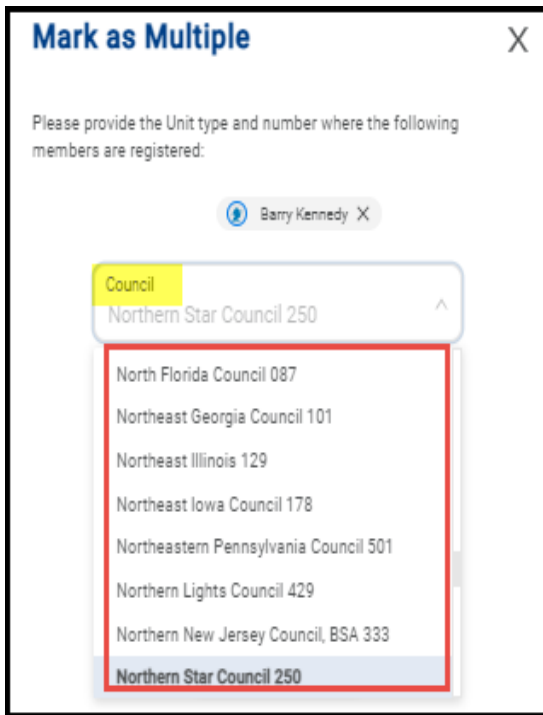 Mark as Multiple X
Please provide the Unit type and number where the following
members are registered:
Barry Kennedy X
Council
Northern Star Council 250
North Florida Council 087
Northeast Georgia Council 101
Northeast Illinois 129
Northeast Iowa Council 178
Northeastern Pennsylvania Council 501
Northern Lights Council 429
Northern New Jersey Council, BSA 333
Northern Star Council 250